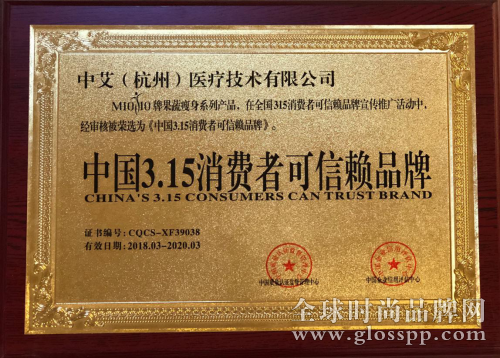 中艾（杭州）医疗技术有限公司
M10 j10 牌果蔬瘦身系列产品，在全国315消费者可信赖品牌宣传推广活动中，
经审核被荣选为《中国3.15消费者可信赖品牌》。
中国3.15消费者可信赖品牌
CHINA'S 3.15 CONSUMERS CAN TRUST BRAND
证书编号：CQCS-XF39038
有效日期：2018.03-2020.03
全球时尚品牌网
www.glosspp.com